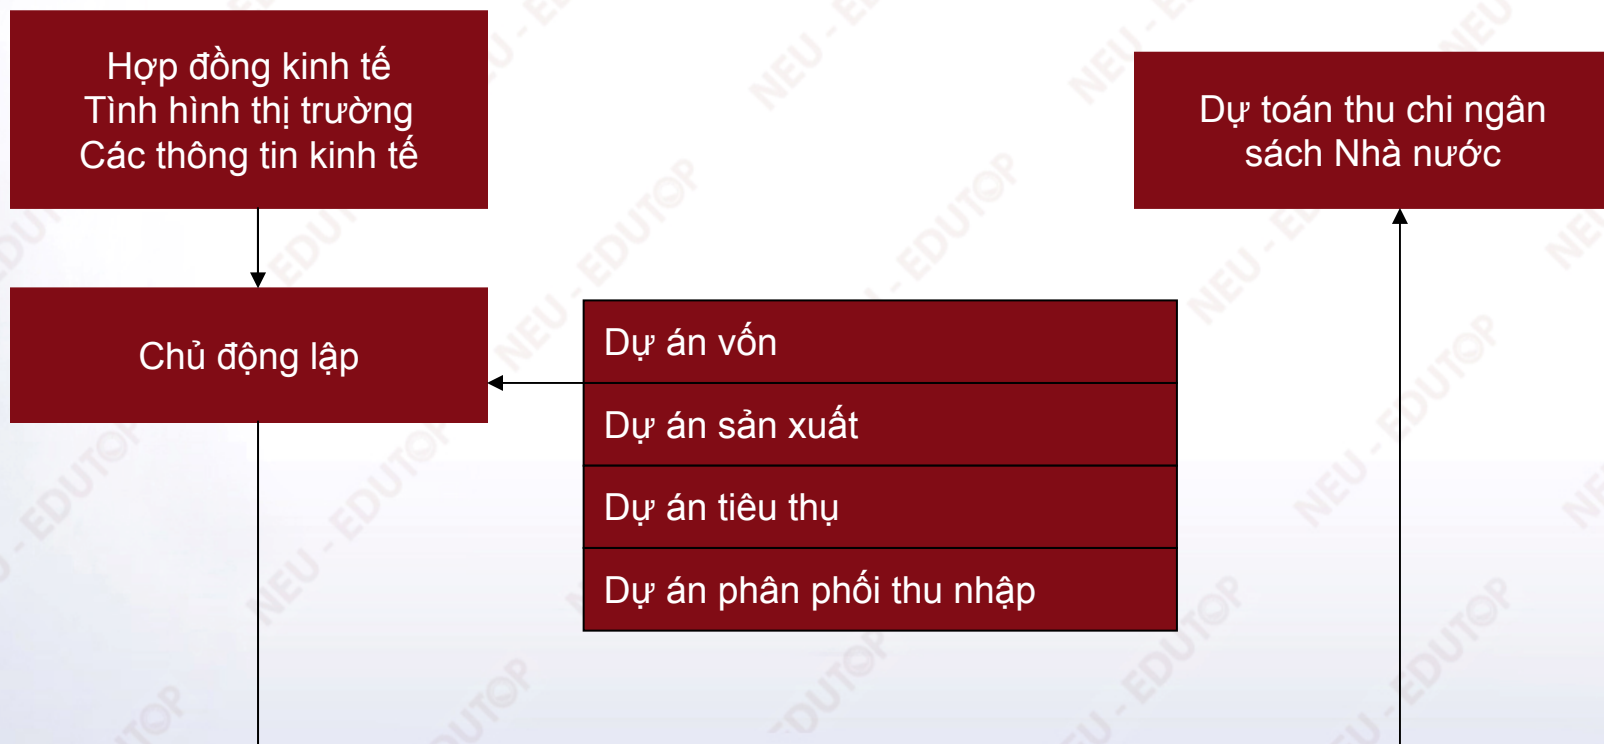 Hợp đồng kinh tế
Tình hình thị trường
Các thông tin kinh tế
Dự toán thu chi ngân
sách Nhà nước
Chủ động lập
Dự án vốn
Dự án sản xuất
Dự án tiêu thụ
Dự án phân phối thu nhập
NEU - EDUTOP